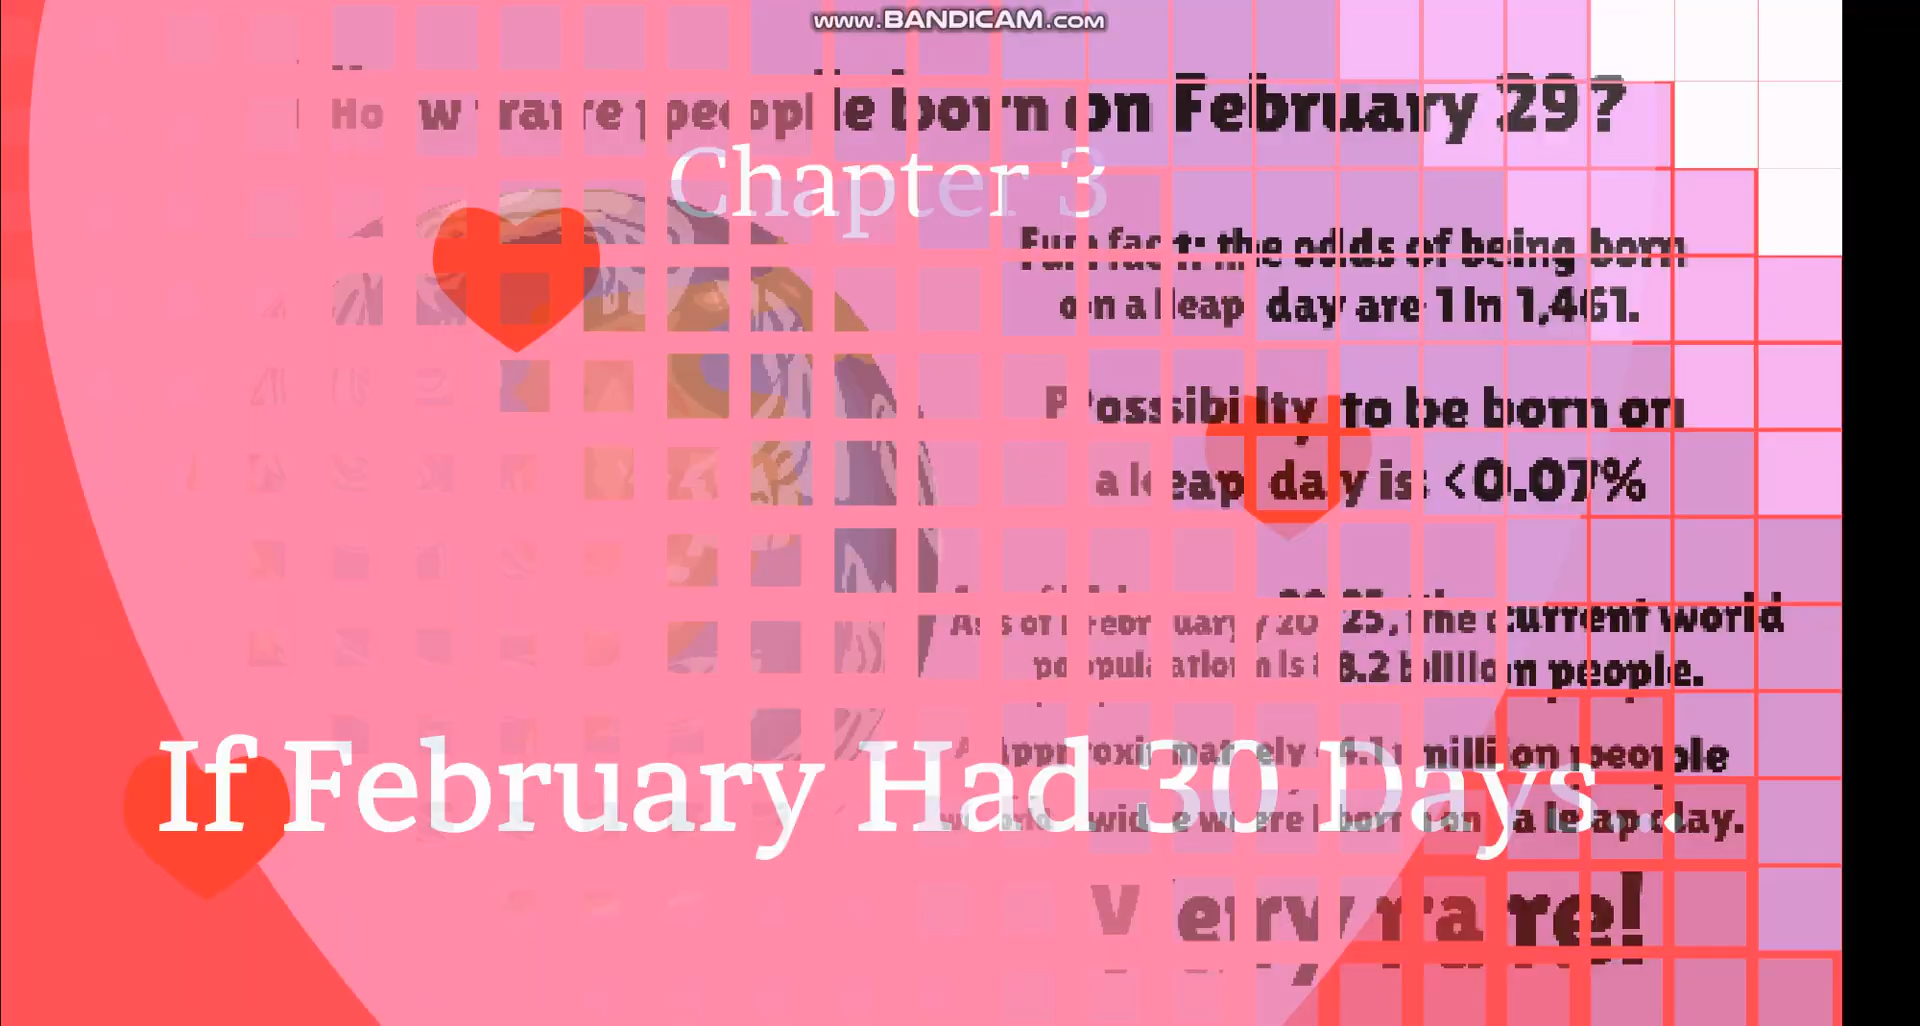 www.BANDICAM.com
How rare people born on February 29?
Chapter 3
Fun fact: the odds of being born
on a leap day are 1 in 1,461.
Possibilty to be born on
a leap day is: <0.07%
As of February 2025, the current world
population is 8.2 billion people.
Approximately million people
If February Had 30 Days...
worldwide were born on a leap day.
Very rare!